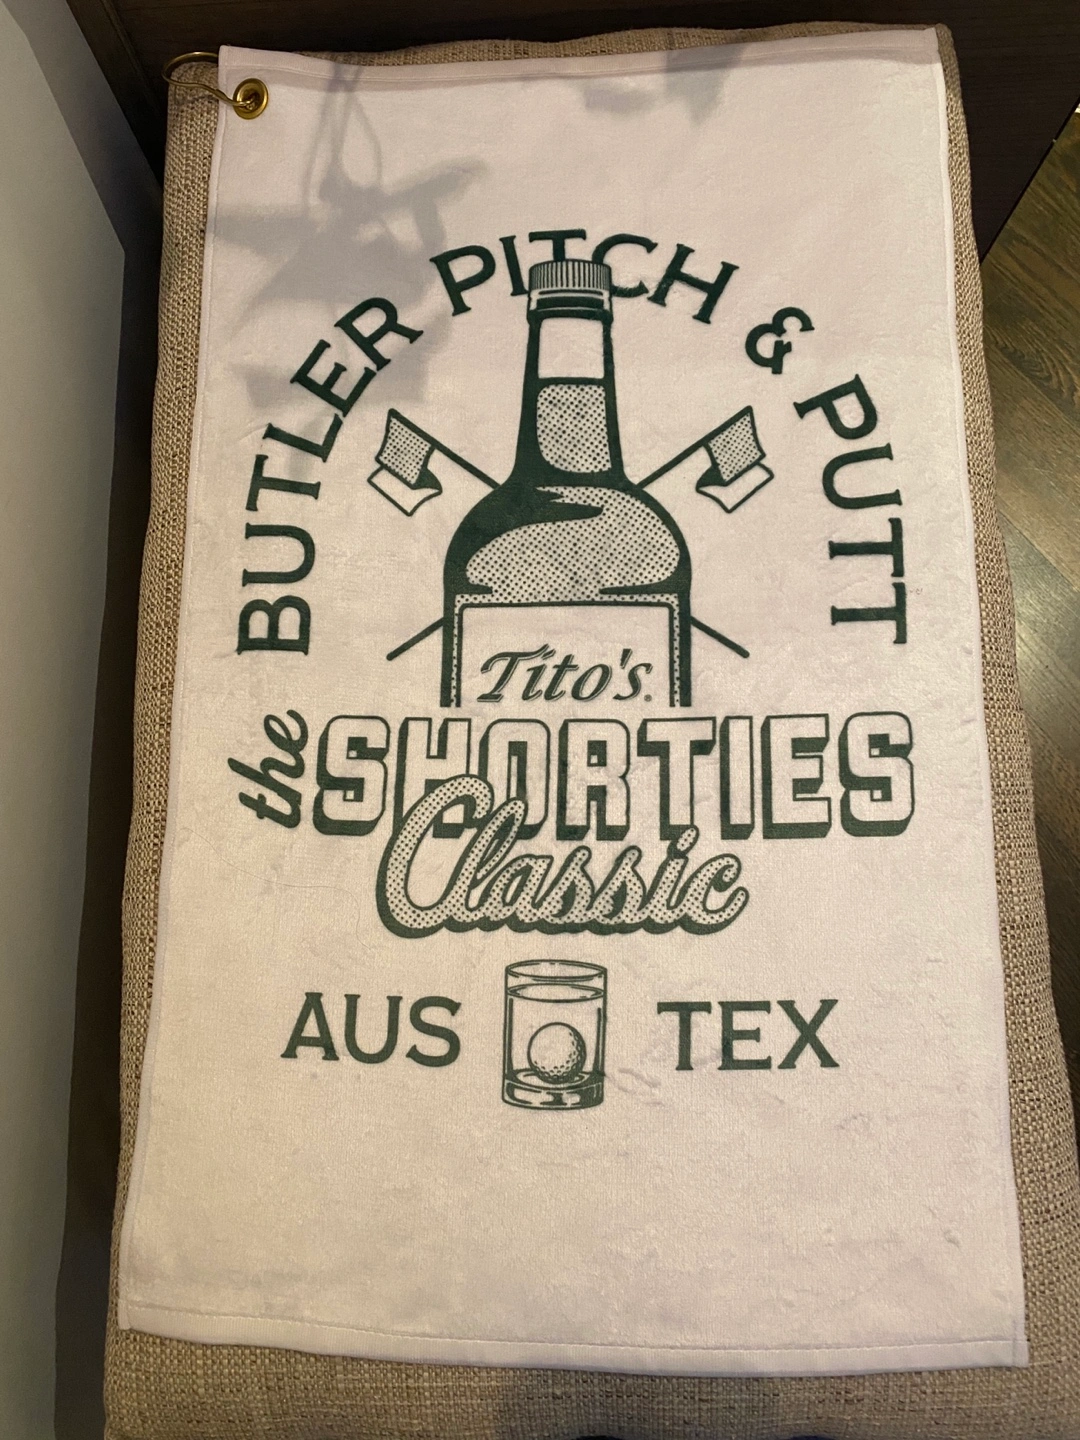 BUTLER PITCH & PUTT
Tito's®
the SHORTIES
Classic
AUS TEX